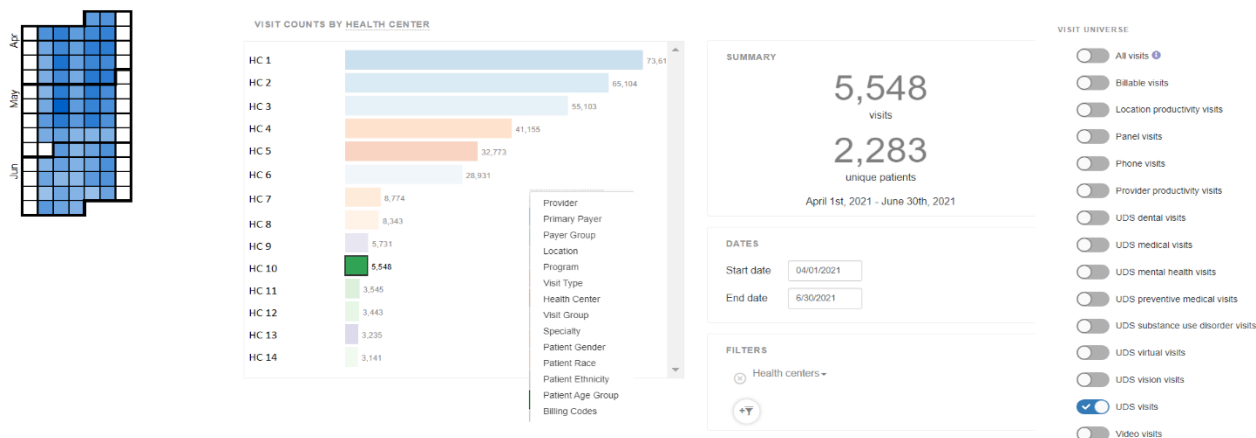 Apr
May
Jun
VISIT COUNTS BY HEALTH CENTER
HC 1
73,61
HC 2
65,104
HC 3
55,103
HC 4
41,155
HC 5
32,773
HC 6
28,931
HC 7
8,774
HC 8
8,343
HC 9
5,731
HC 10
5,548
HC 11
3,545
HC 12
3,443
HC 13
3,235
HC 14
3,141
Provider
Primary Payer
Payer Group
Location
Program
Visit Type
Health Center
Visit Group
Specialty
Patient Gender
Patient Race
Patient Ethnicity
Patient Age Group
Billing Codes
SUMMARY
5,548
visits
2,283
unique patients
April 1st, 2021 - June 30th, 2021
DATES
Start date 04/01/2021
End date 6/30/2021
FILTERS
Health centers
VISIT UNIVERSE
All visits
Billable visits
Location productivity visits
Panel visits
Phone visits
Provider productivity visits
UDS dental visits
UDS medical visits
UDS mental health visits
UDS preventive medical visits
UDS substance use disorder visits
UDS virtual visits
UDS vision visits
UDS visits
Video visits